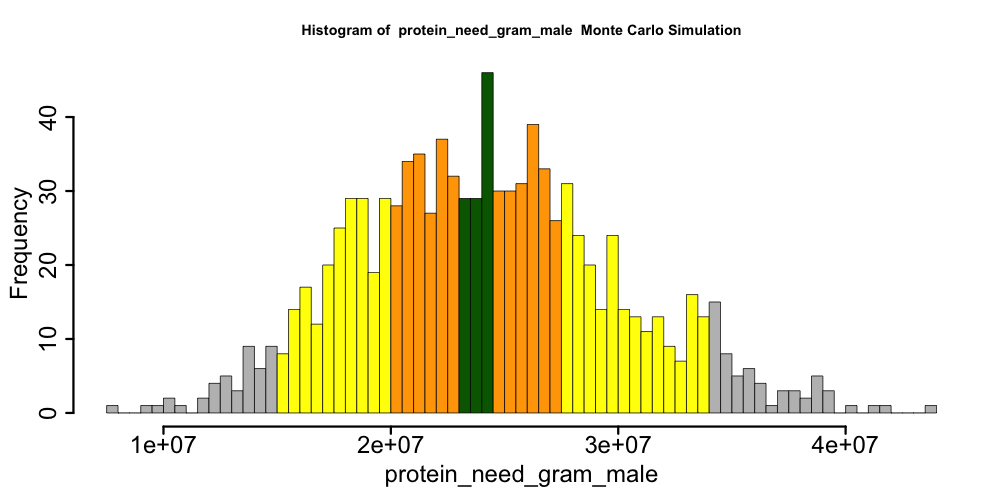 Histogram of protein_need_gram_male Monte Carlo Simulation
Frequency
40
30
20
10
0
1e+07 2e+07 3e+07 4e+07
protein_need_gram_male